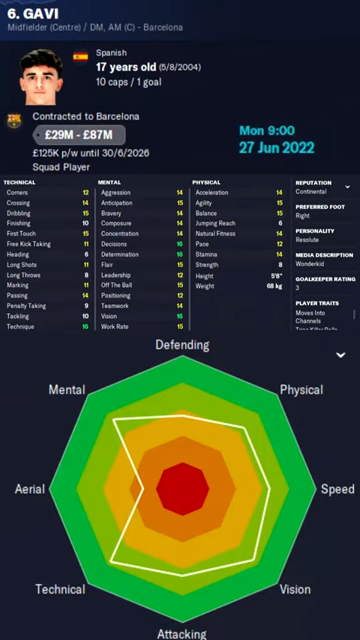 6. GAVI
Midfielder (Centre) / DM, AM (C) - Barcelona
Spanish
17 years old (5/8/2004)
10 caps / 1 goal
Contracted to Barcelona
£29M - £87M
£125K p/w until 30/6/2026
Squad Player
Mon 9:00
27 Jun 2022
TECHNICAL
Corners 12
Crossing 14
Dribbling 15
Finishing 10
First Touch 15
Free Kick Taking 11
Heading 6
Long Shots 11
Long Throws 8
Marking 11
Passing 14
Penalty Taking 9
Tackling 10
Technique 16
MENTAL
Aggression 14
Anticipation 15
Bravery 14
Composure 14
Concentration 14
Decisions 16
Determination 16
Flair 15
Leadership 12
Off The Ball 15
Positioning 12
Teamwork 14
Vision 16
Work Rate 15
PHYSICAL
Acceleration 14
Agility 15
Balance 15
Jumping Reach 6
Natural Fitness 14
Pace 12
Stamina 14
Strength 8
Height 5'8"
Weight 68 kg
REPUTATION
Continental
PREFERRED FOOT
Right
PERSONALITY
Resolute
MEDIA DESCRIPTION
Wonderkid
GOALKEEPER RATING
3
PLAYER TRAITS
Moves Into
Channels
Defending
Physical
Speed
Vision
Attacking
Technical
Aerial
Mental